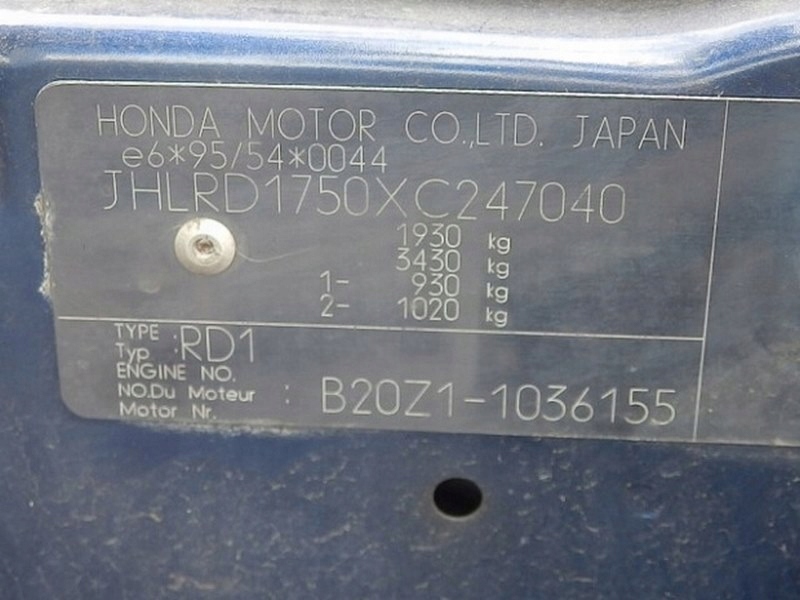 HONDA MOTOR CO.,LTD. JAPAN
e6*95/54*0044
JHLRD1750XC247040
1930 kg
3430 kg
1- 930 kg
2- 1020 kg
TYPE
Typ : RD1
ENGINE NO.
NO.Du Moteur : B20Z1-1036155
Motor Nr.